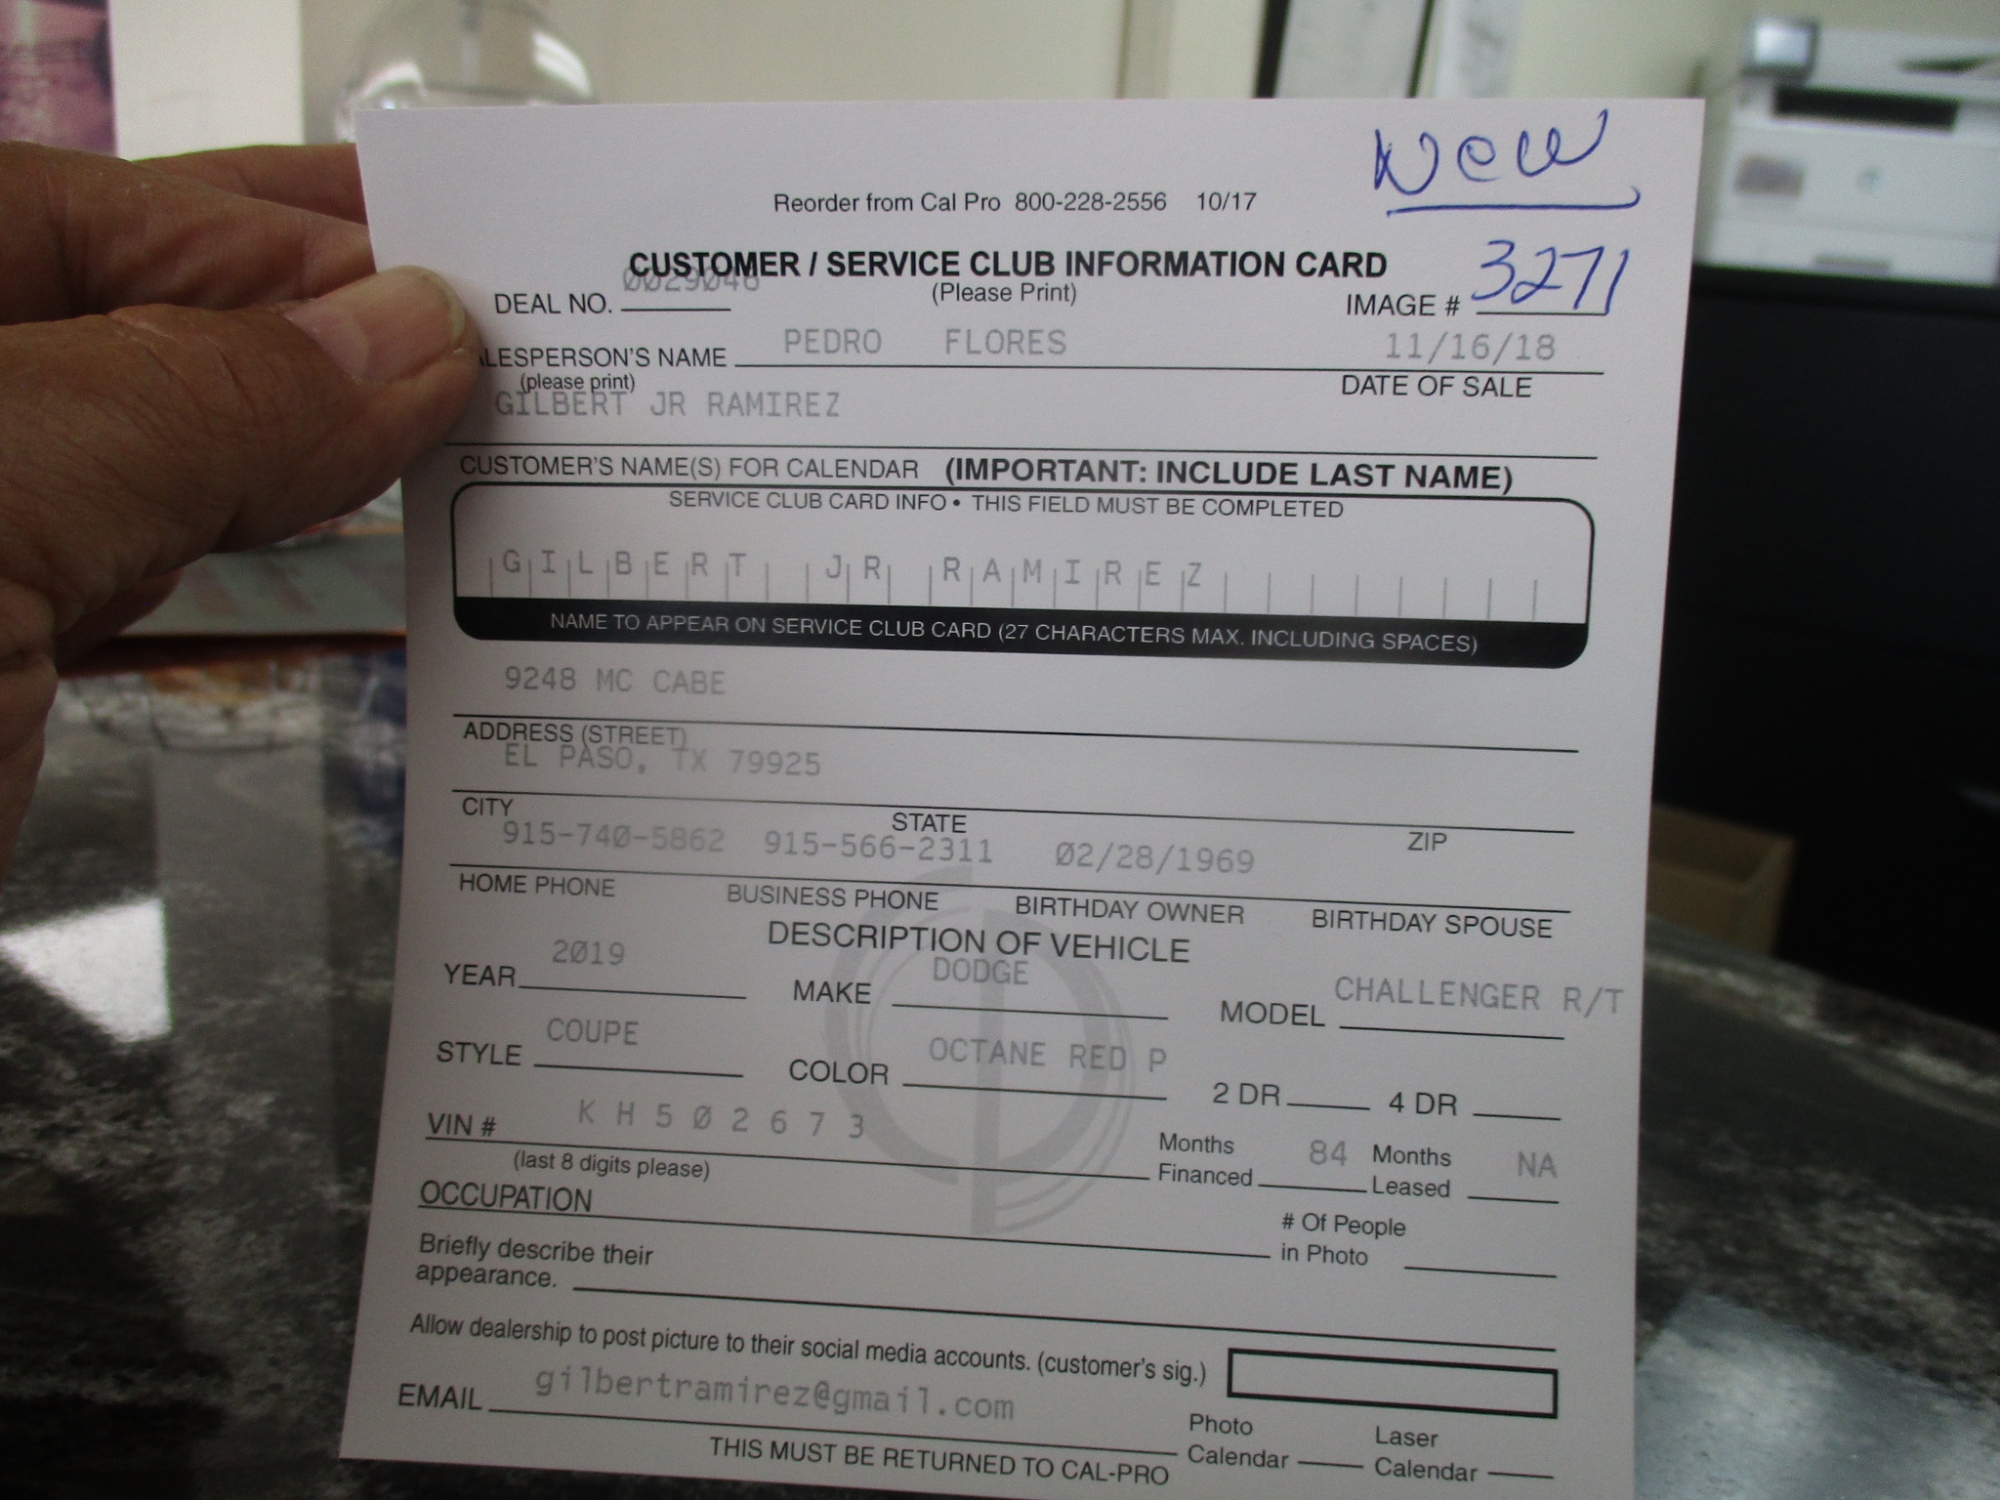 New
Reorder from Cal Pro 800-228-2556 10/17
CUSTOMER / SERVICE CLUB INFORMATION CARD
(Please Print)
DEAL NO. 0029048
IMAGE # 3271
LESPERSON'S NAME PEDRO FLORES 11/16/18
(please print) DATE OF SALE
GILBERT JR RAMIREZ
CUSTOMER'S NAME(S) FOR CALENDAR (IMPORTANT: INCLUDE LAST NAME)
SERVICE CLUB CARD INFO • THIS FIELD MUST BE COMPLETED
GILBERT JR RAMIREZ
NAME TO APPEAR ON SERVICE CLUB CARD (27 CHARACTERS MAX. INCLUDING SPACES)
9248 MC CABE
ADDRESS (STREET)
EL PASO, TX 79925
CITY STATE ZIP
915-740-5862 915-566-2311 02/28/1969
HOME PHONE BUSINESS PHONE BIRTHDAY OWNER BIRTHDAY SPOUSE
DESCRIPTION OF VEHICLE
YEAR 2019 MAKE DODGE MODEL CHALLENGER R/T
STYLE COUPE COLOR OCTANE RED P 2 DR 4 DR
VIN # KH502673 Months Financed 84 Months Leased NA
(last 8 digits please)
OCCUPATION # Of People in Photo
Briefly describe their
appearance.
Allow dealership to post picture to their social media accounts. (customer's sig.)
EMAIL gilbertramirez@gmail.com Photo Calendar Laser Calendar
THIS MUST BE RETURNED TO CAL-PRO